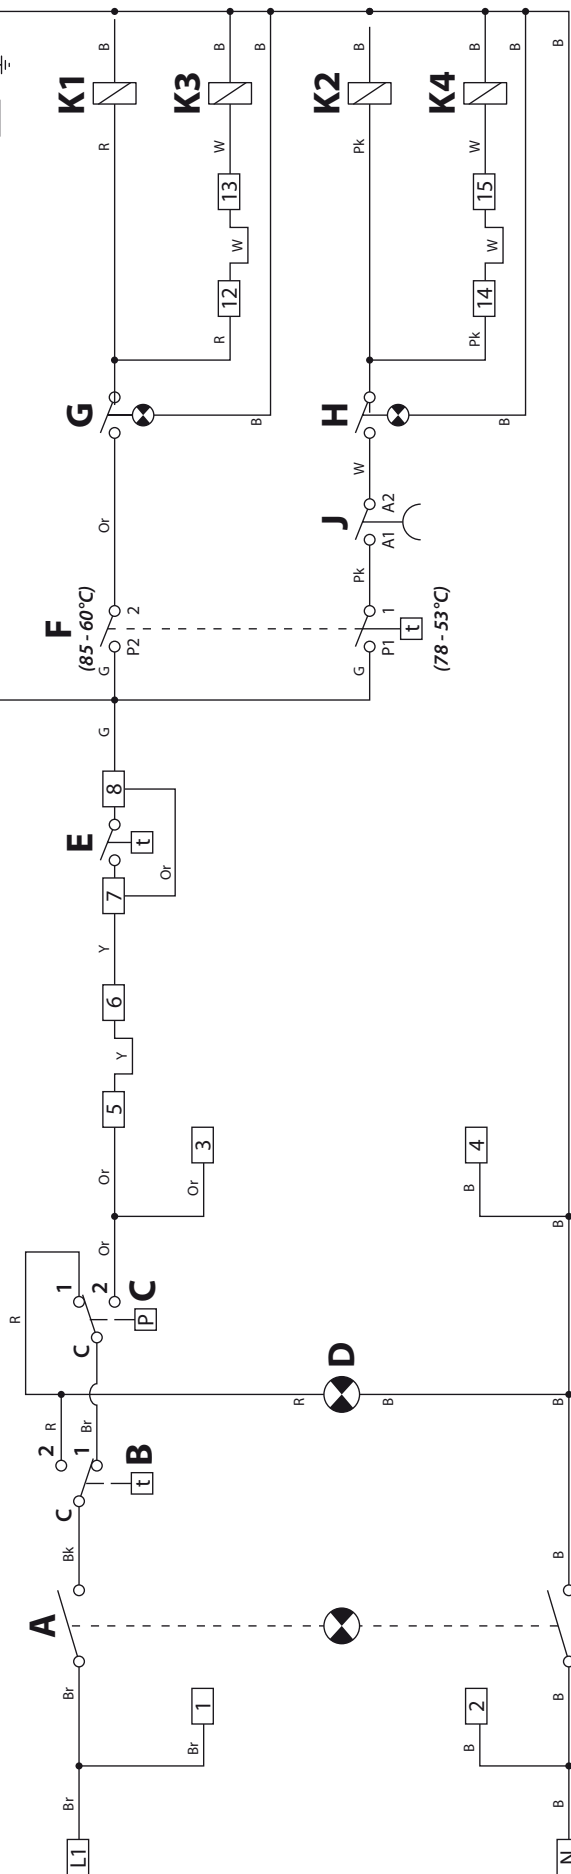 B
K1
R
B
K3
W
13
W
12
R
B
B
K2
Pk
B
K4
W
15
W
14
Pk
B
B
G
B
H
B
W
Or
J
A1 A2
Pk
F
(85 - 60°C)
G
P2 2
G
P1 1
t
(78 - 53°C)
G
8
E
t
Or
7
Y
6
Y
5
Or
Or
3
B
4
B
Or
R
1
2
C
C
P
D
R
B
B
R
2
1
Br
B
C
t
Bk
B
A
Br
Br
1
B
2
B
Br
B
L1
N